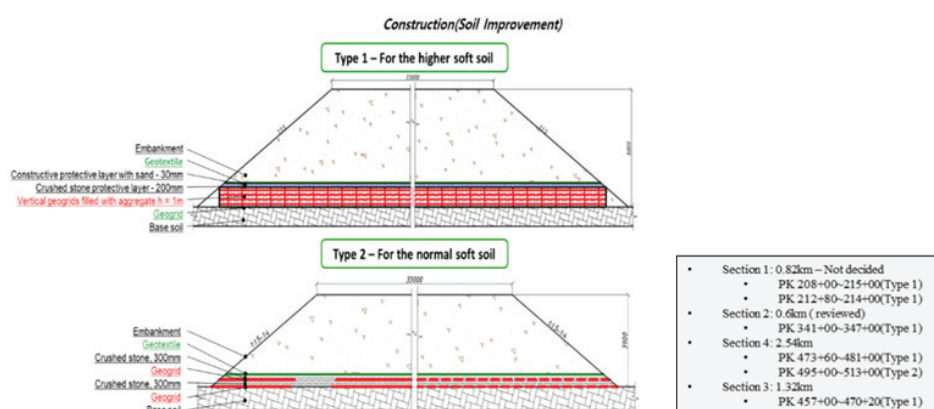 Construction(Soil Improvement)
Type 1 – For the higher soft soil
Embankment
Geotextile
Constructive protective layer with sand - 30mm
Crushed stone protective layer - 200mm
Vertical geogrids filled with aggregate h = 1m
Geogrid
Base soil
Type 2 – For the normal soft soil
33000
Embankment
Geotextile
Crushed stone, 300mm
Geogrid
Crushed stone, 300mm
Geogrid
Base soil
• Section 1: 0.82km – Not decided
• PK 208+00~215+00(Type 1)
• PK 212+80~214+00(Type 1)
• Section 2: 0.6km ( reviewed)
• PK 341+00~347+00(Type 1)
• Section 4: 2.54km
• PK 473+60~481+00(Type 1)
• PK 495+00~513+00(Type 2)
• Section 3: 1.32km
• PK 457+00~470+20(Type 1)